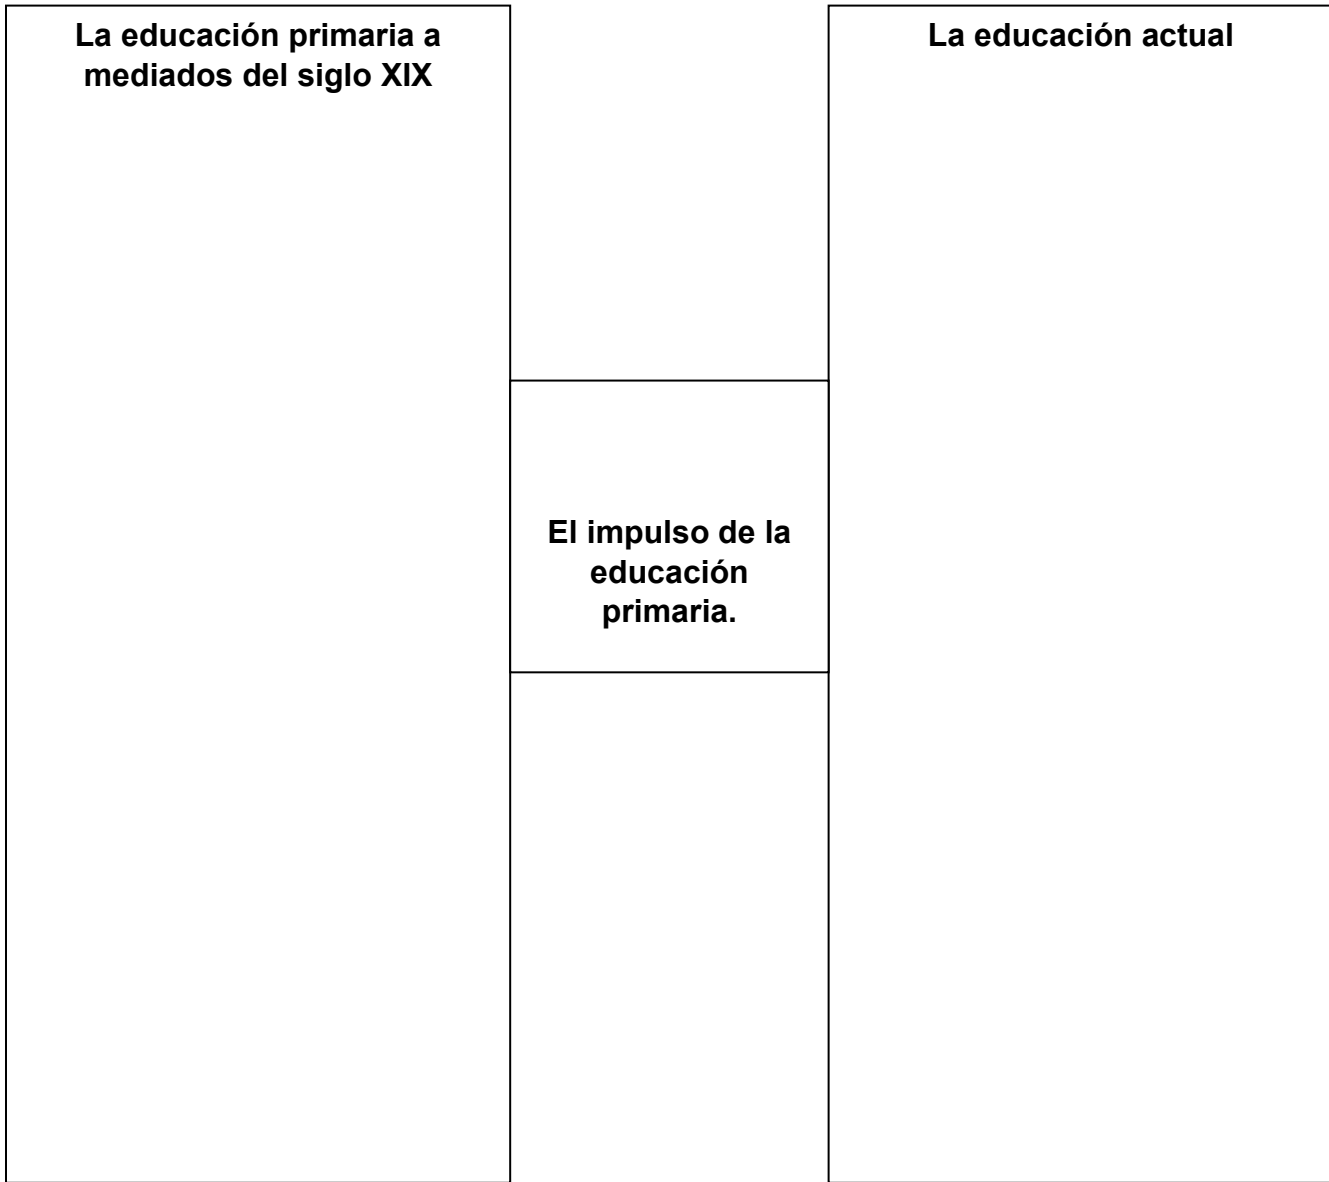 La educación primaria a
mediados del siglo XIX
La educación actual
El impulso de la
educación
primaria.